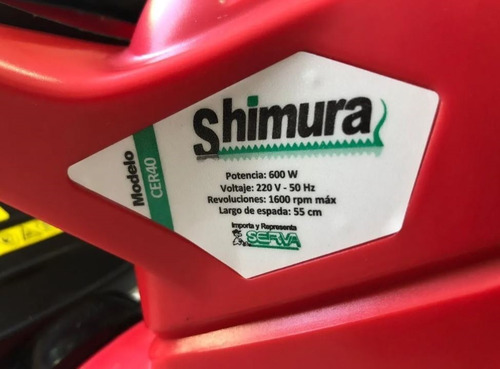 Shimura
Modelo
CER40
Potencia: 600 W
Voltaje: 220 V - 50 Hz
Revoluciones: 1600 rpm máx
Largo de espada: 55 cm
Importa y Representa
SERVA